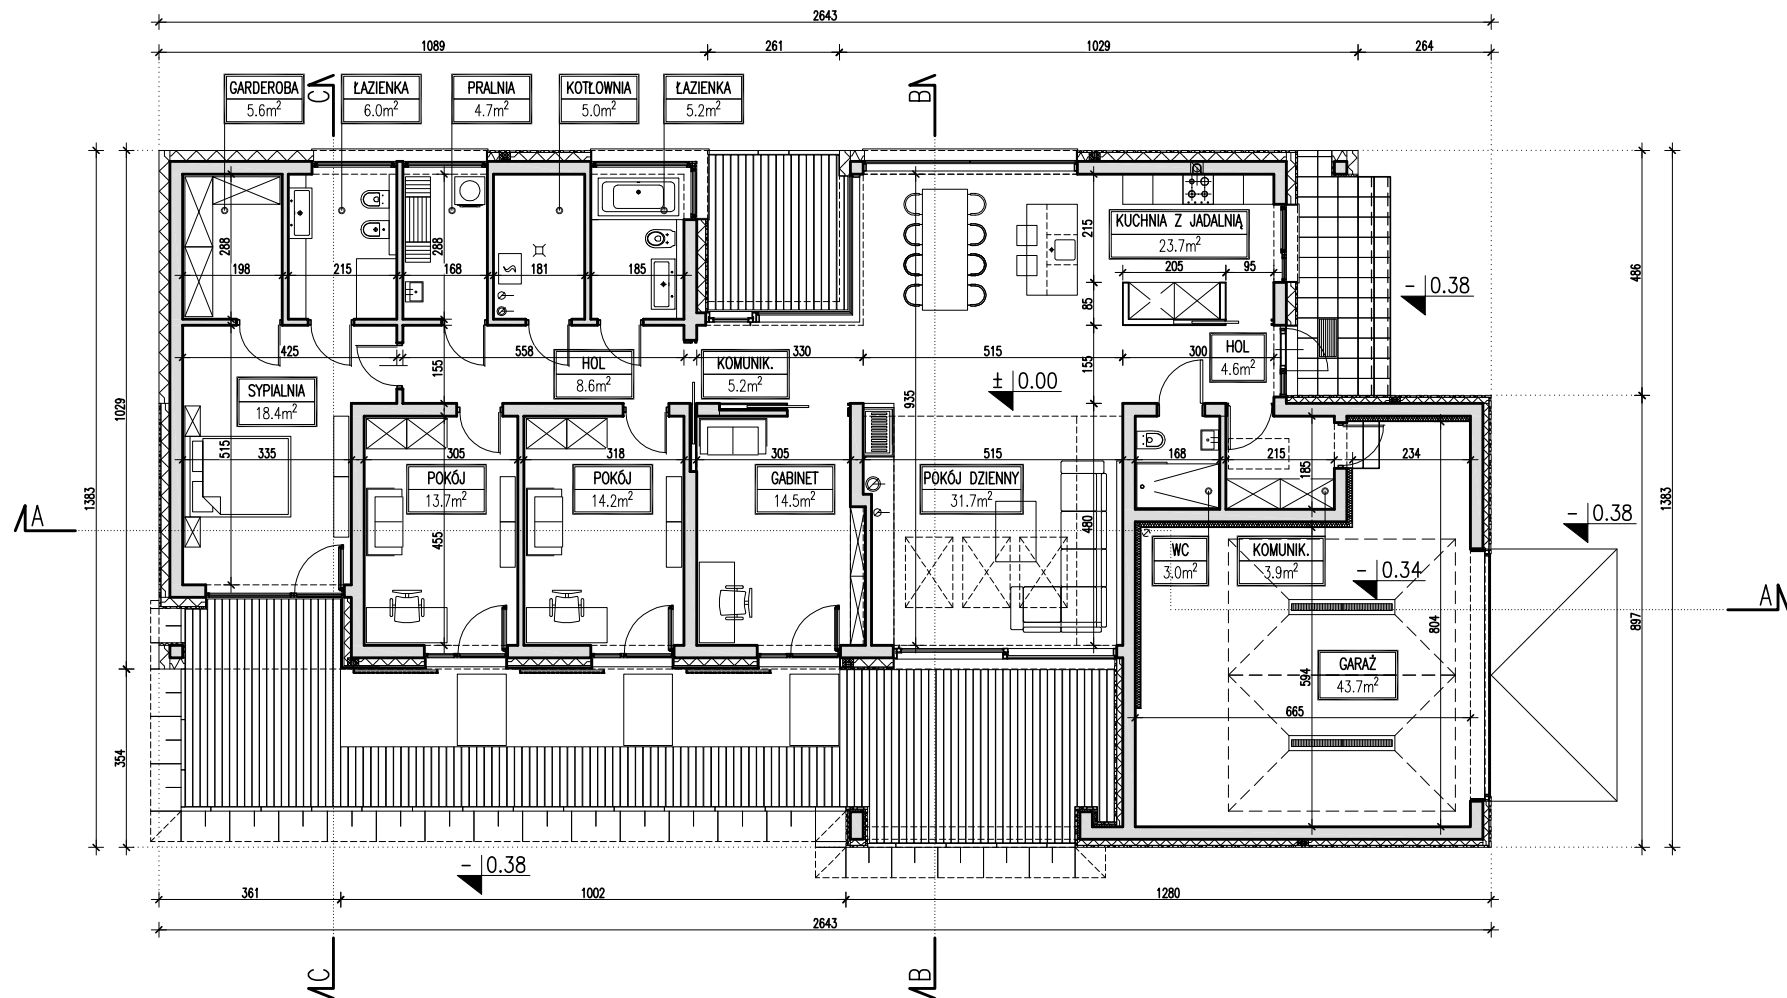 2643
1089
261
1029
264
GARDEROBA
5.6m²
C
ŁAZIENKA
6.0m²
PRALNIA
4.7m²
KOTŁOWNIA
5.0m²
ŁAZIENKA
5.2m²
B
KUCHNIA Z JADALNIĄ
23.7m²
215
288
288
198
215
168
181
185
205
95
85
486
- 0.38
425
558
HOL
8.6m²
KOMUNIK.
5.2m²
330
515
300
HOL
4.6m²
155
155
± 0.00
SYPIALNIA
18.4m²
935
1029
1383
1383
335
515
305
318
305
515
168
215
234
185
POKÓJ
13.7m²
POKÓJ
14.2m²
GABINET
14.5m²
POKÓJ DZIENNY
31.7m²
A
455
480
- 0.38
WC
3.0m²
KOMUNIK.
3.9m²
- 0.34
A
804
897
594
GARAŻ
43.7m²
665
354
- 0.38
361
1002
1280
2643
C
B